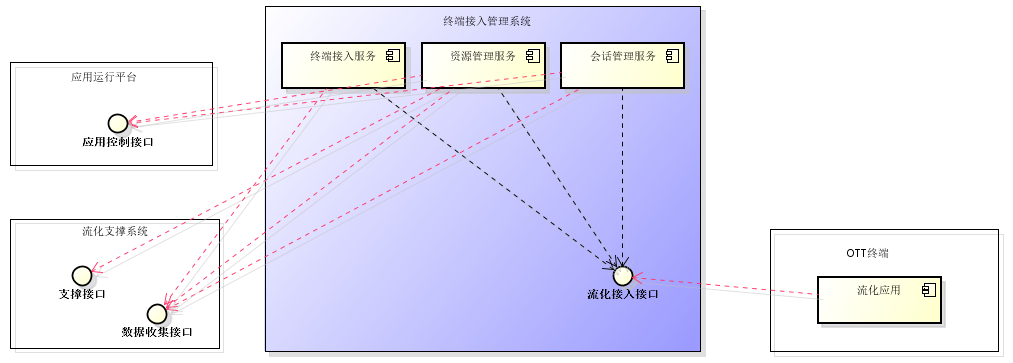 终端接入管理系统
终端接入服务
资源管理服务
会话管理服务
应用运行平台
应用控制接口
流化支撑系统
支撑接口
数据收集接口
流化接入接口
OTT终端
流化应用